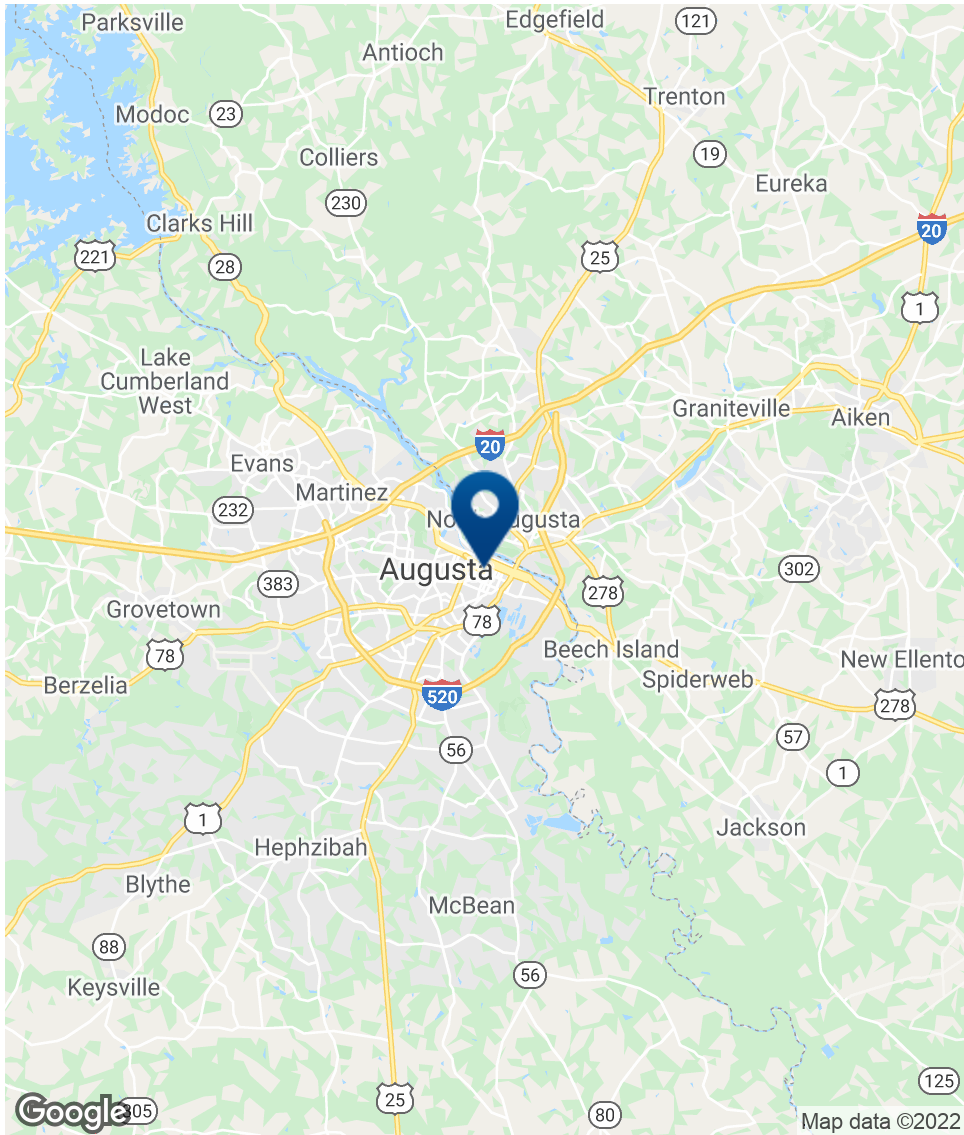 Parksville
Edgefield
121
Antioch
Trenton
Modoc
23
Colliers
19
Eureka
230
Clarks Hill
20
221
25
28
1
Lake
Cumberland
West
Graniteville
Aiken
20
Evans
Martinez
232
North Augusta
Augusta
302
383
278
Grovetown
78
78
Beech Island
New Ellento
Berzelia
Spiderweb
520
278
57
56
1
1
Jackson
Hephzibah
Blythe
McBean
88
56
Keysville
125
25
Google
305
80
Map data ©2022